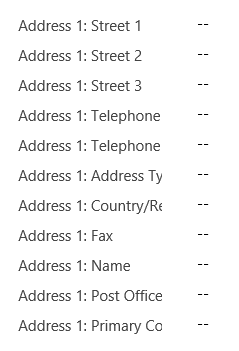 Address 1: Street 1 --
Address 1: Street 2 --
Address 1: Street 3 --
Address 1: Telephone --
Address 1: Telephone --
Address 1: Address Ty --
Address 1: Country/Re --
Address 1: Fax --
Address 1: Name --
Address 1: Post Office --
Address 1: Primary Co --